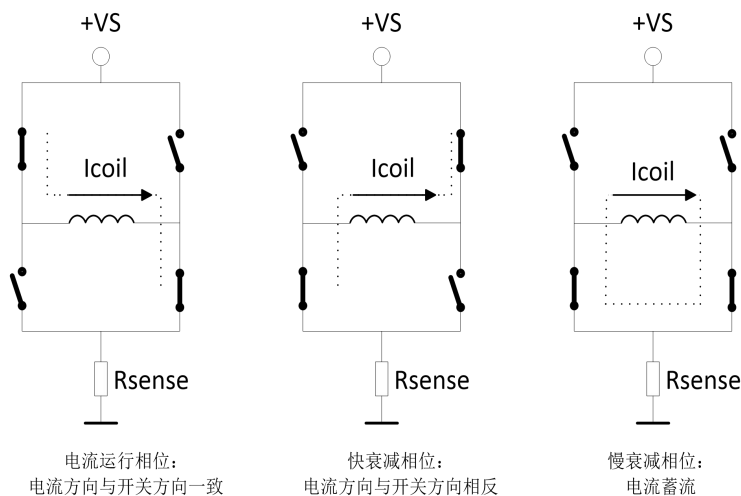 +VS
+VS
+VS
Icoil
Icoil
Icoil
Rsense
Rsense
Rsense
电流运行相位：
电流方向与开关方向一致
快衰减相位：
电流方向与开关方向相反
慢衰减相位：
电流蓄流